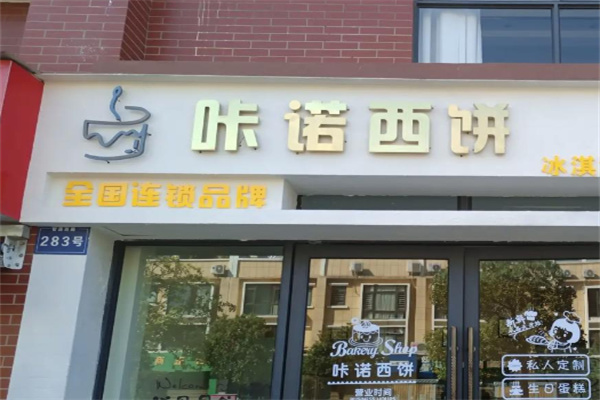 咔诺西饼
冰淇
全国连锁品牌
283号
Bakery Shop
咔诺西饼
营业时间
私人定制
生日蛋糕
Welcome